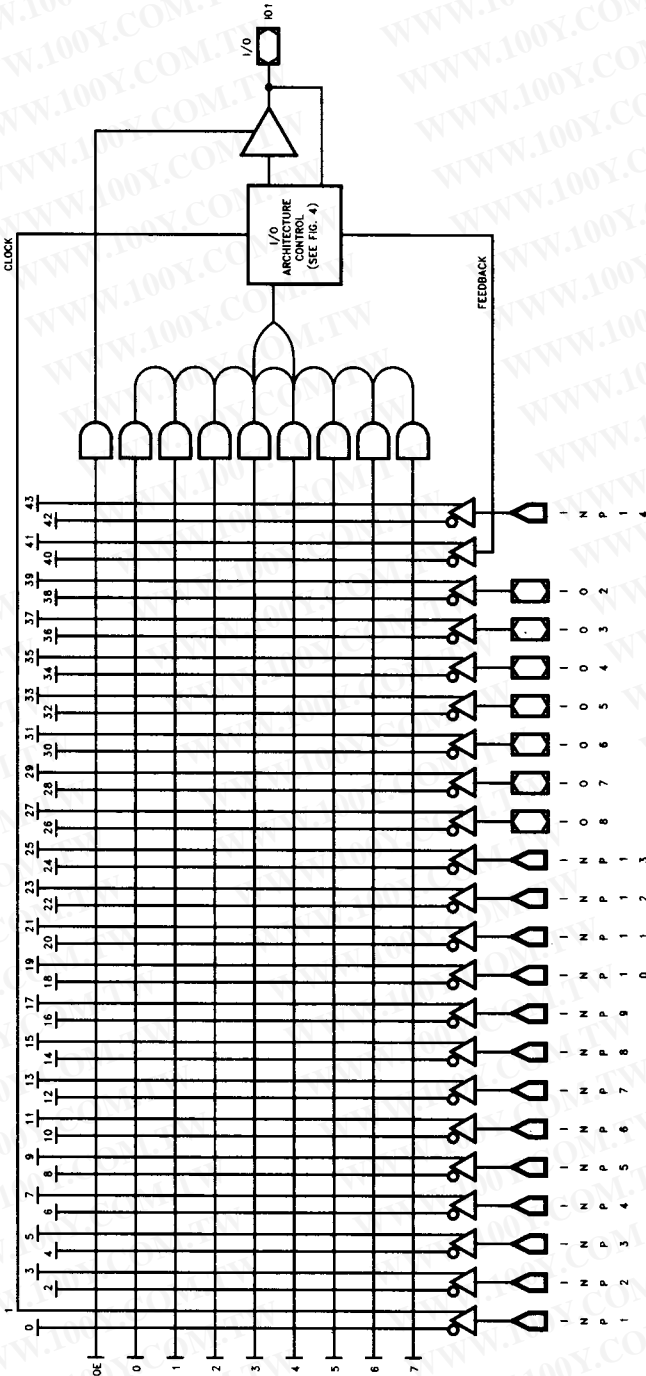 CLOCK
I/O
IO1
I/O
ARCHITECTURE
CONTROL
(SEE FIG. 4)
FEEDBACK
0 1 2 3 4 5 6 7 8 9 10 11 12 13 14 15 16 17 18 19 20 21 22 23 24 25 26 27 28 29 30 31 32 33 34 35 36 37 38 39 40 41 42 43
OE
0
1
2
3
4
5
6
7
INP1
INP2
INP3
INP4
INP5
INP6
INP7
INP8
INP9
INP10
INP11
INP12
INP13
IO8
IO7
IO6
IO5
IO4
IO3
IO2
INP14
WWW.100Y.COM.TW